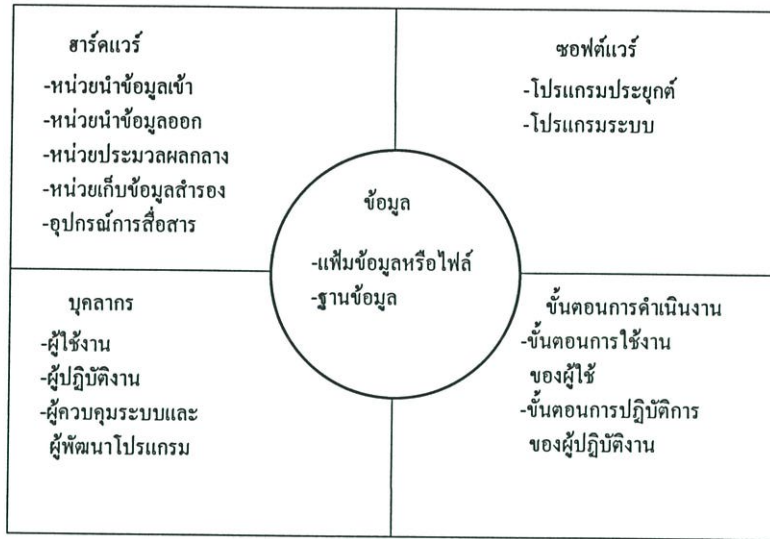 ฮาร์คแวร์
-หน่วยนำข้อมูลเข้า
-หน่วยนำข้อมูลออก
-หน่วยประมวลผลกลาง
-หน่วยเก็บข้อมูลสำรอง
-อุปกรณ์การสื่อสาร
ซอฟต์แวร์
-โปรแกรมประยุกต์
-โปรแกรมระบบ
ข้อมูล
-แฟ้มข้อมูลหรือไฟล์
-ฐานข้อมูล
บุคลากร
-ผู้ใช้งาน
-ผู้ปฏิบัติงาน
-ผู้ควบคุมระบบและ
ผู้พัฒนาโปรแกรม
ขั้นตอนการดำเนินงาน
-ขั้นตอนการใช้งาน
ของผู้ใช้
-ขั้นตอนการปฏิบัติการ
ของผู้ปฏิบัติงาน